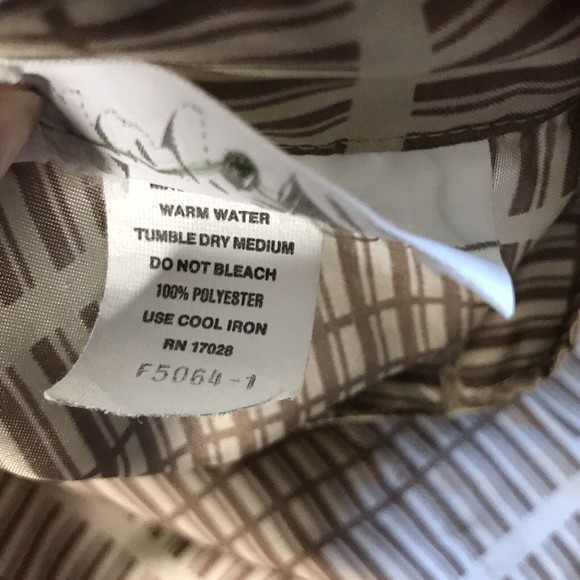 WARM WATER
TUMBLE DRY MEDIUM
DO NOT BLEACH
100% POLYESTER
USE COOL IRON
RN 17028
F5064-1